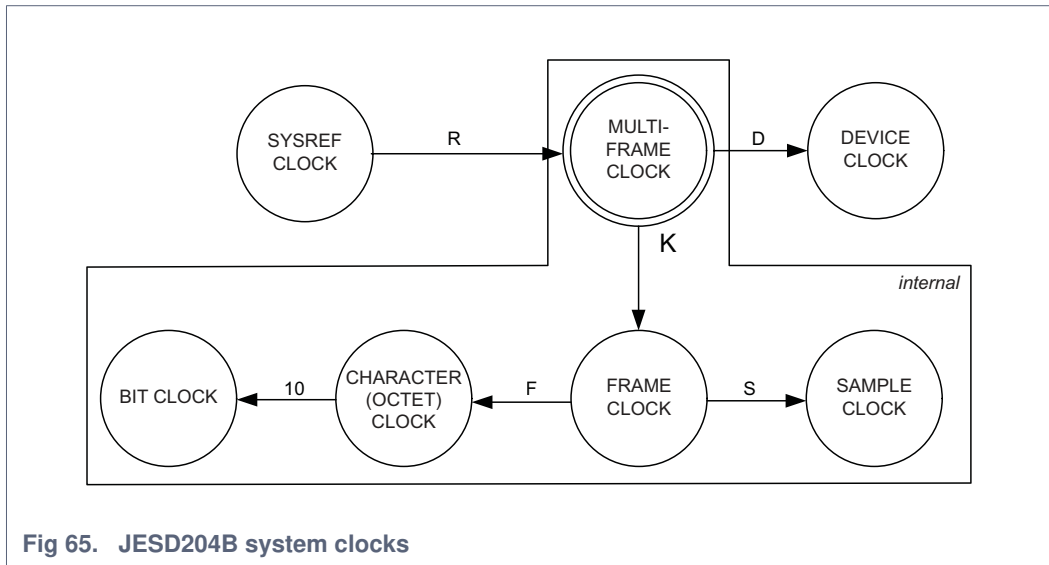 SYSREF
CLOCK
R
MULTI-
FRAME
CLOCK
D
DEVICE
CLOCK
K
internal
BIT CLOCK
10
CHARACTER
(OCTET)
CLOCK
F
FRAME
CLOCK
S
SAMPLE
CLOCK
Fig 65. JESD204B system clocks